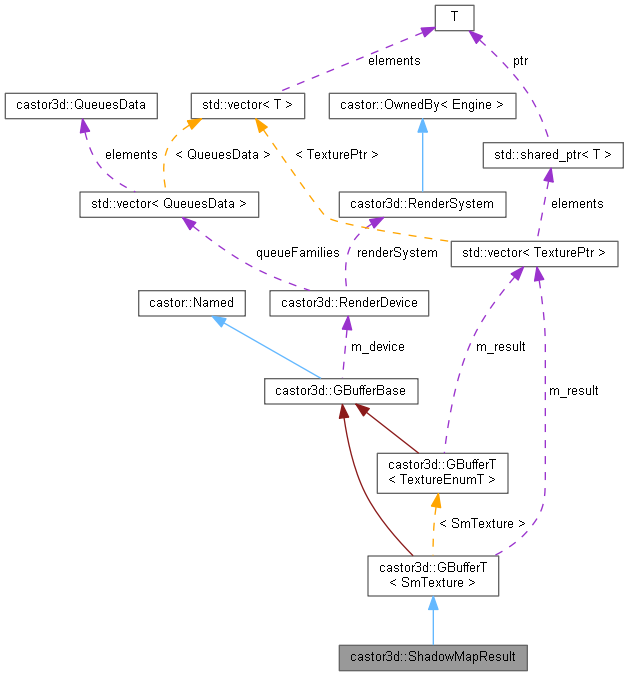 T
elements
ptr
castor3d::QueuesData
std::vector< T >
castor::OwnedBy< Engine >
elements
< QueuesData >
< TexturePtr >
std::shared_ptr< T >
std::vector< QueuesData >
castor3d::RenderSystem
elements
queueFamilies
renderSystem
std::vector< TexturePtr >
castor::Named
castor3d::RenderDevice
m_device
m_result
castor3d::GBufferBase
m_result
castor3d::GBufferT
< TextureEnumT >
< SmTexture >
castor3d::GBufferT
< SmTexture >
castor3d::ShadowMapResult